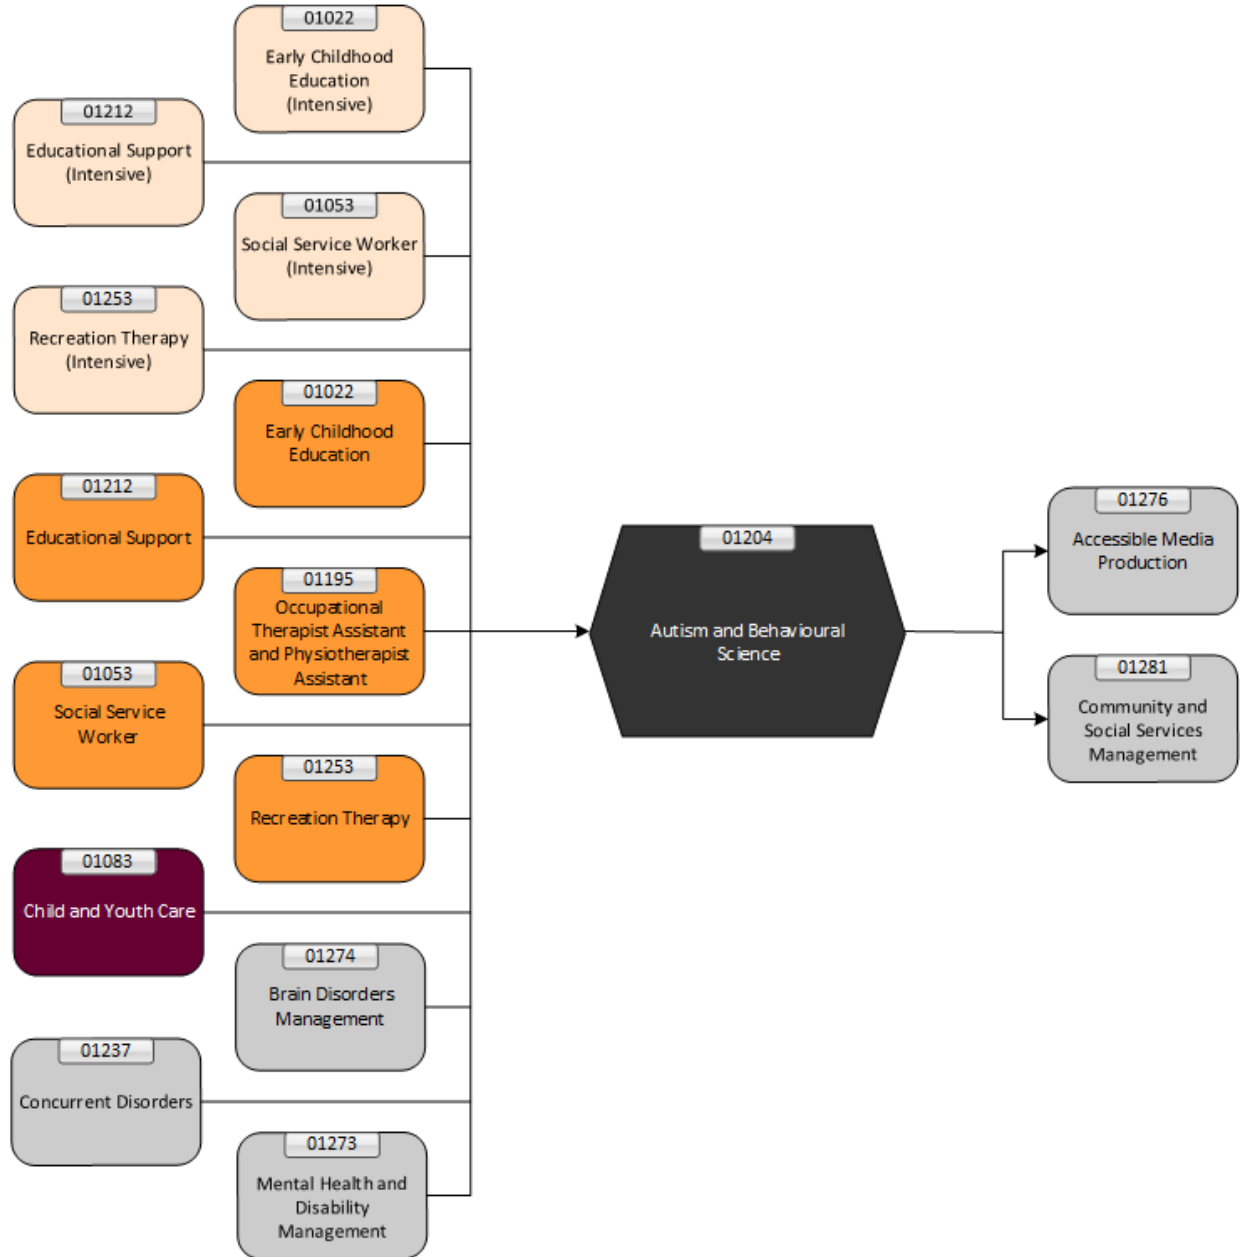 01022
Early Childhood
Education
(Intensive)
01212
Educational Support
(Intensive)
01053
Social Service Worker
(Intensive)
01253
Recreation Therapy
(Intensive)
01022
Early Childhood
Education
01212
Educational Support
01195
Occupational
Therapist Assistant
and Physiotherapist
Assistant
01053
Social Service
Worker
01253
Recreation Therapy
01083
Child and Youth Care
01274
Brain Disorders
Management
01237
Concurrent Disorders
01273
Mental Health and
Disability
Management
01204
Autism and Behavioural
Science
01276
Accessible Media
Production
01281
Community and
Social Services
Management